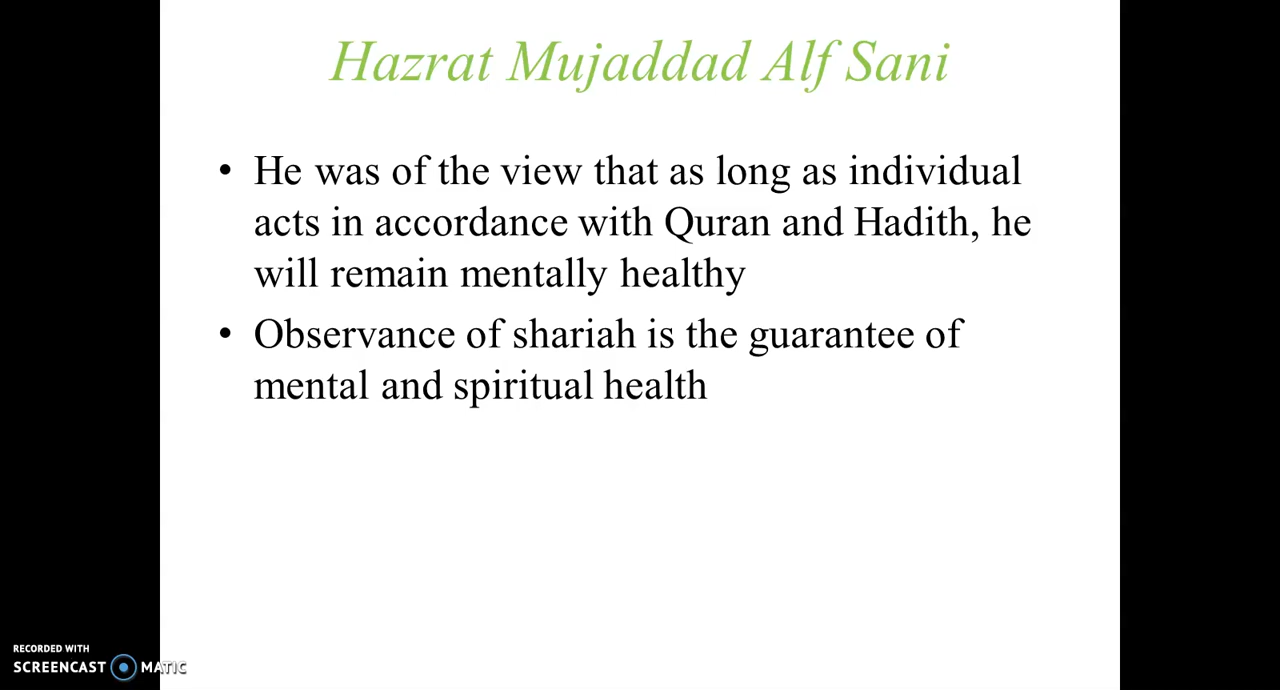 Hazrat Mujaddad Alf Sani
• He was of the view that as long as individual
acts in accordance with Quran and Hadith, he
will remain mentally healthy
• Observance of shariah is the guarantee of
mental and spiritual health
RECORDED WITH
SCREENCAST MATIC